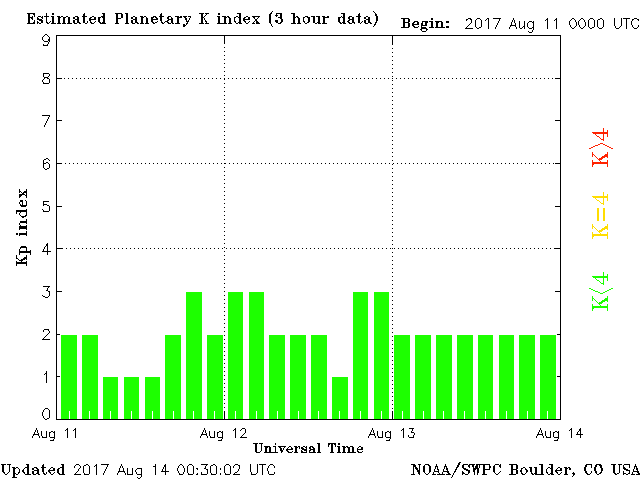 Estimated Planetary K index (3 hour data) Begin: 2017 Aug 11 0000 UTC
9
8
7
6
5
4
3
2
1
0
Kp index
K>4
K=4
K<4
Aug 11 Aug 12 Aug 13 Aug 14
Universal Time
Updated 2017 Aug 14 00:30:02 UTC NOAA/SWPC Boulder, CO USA